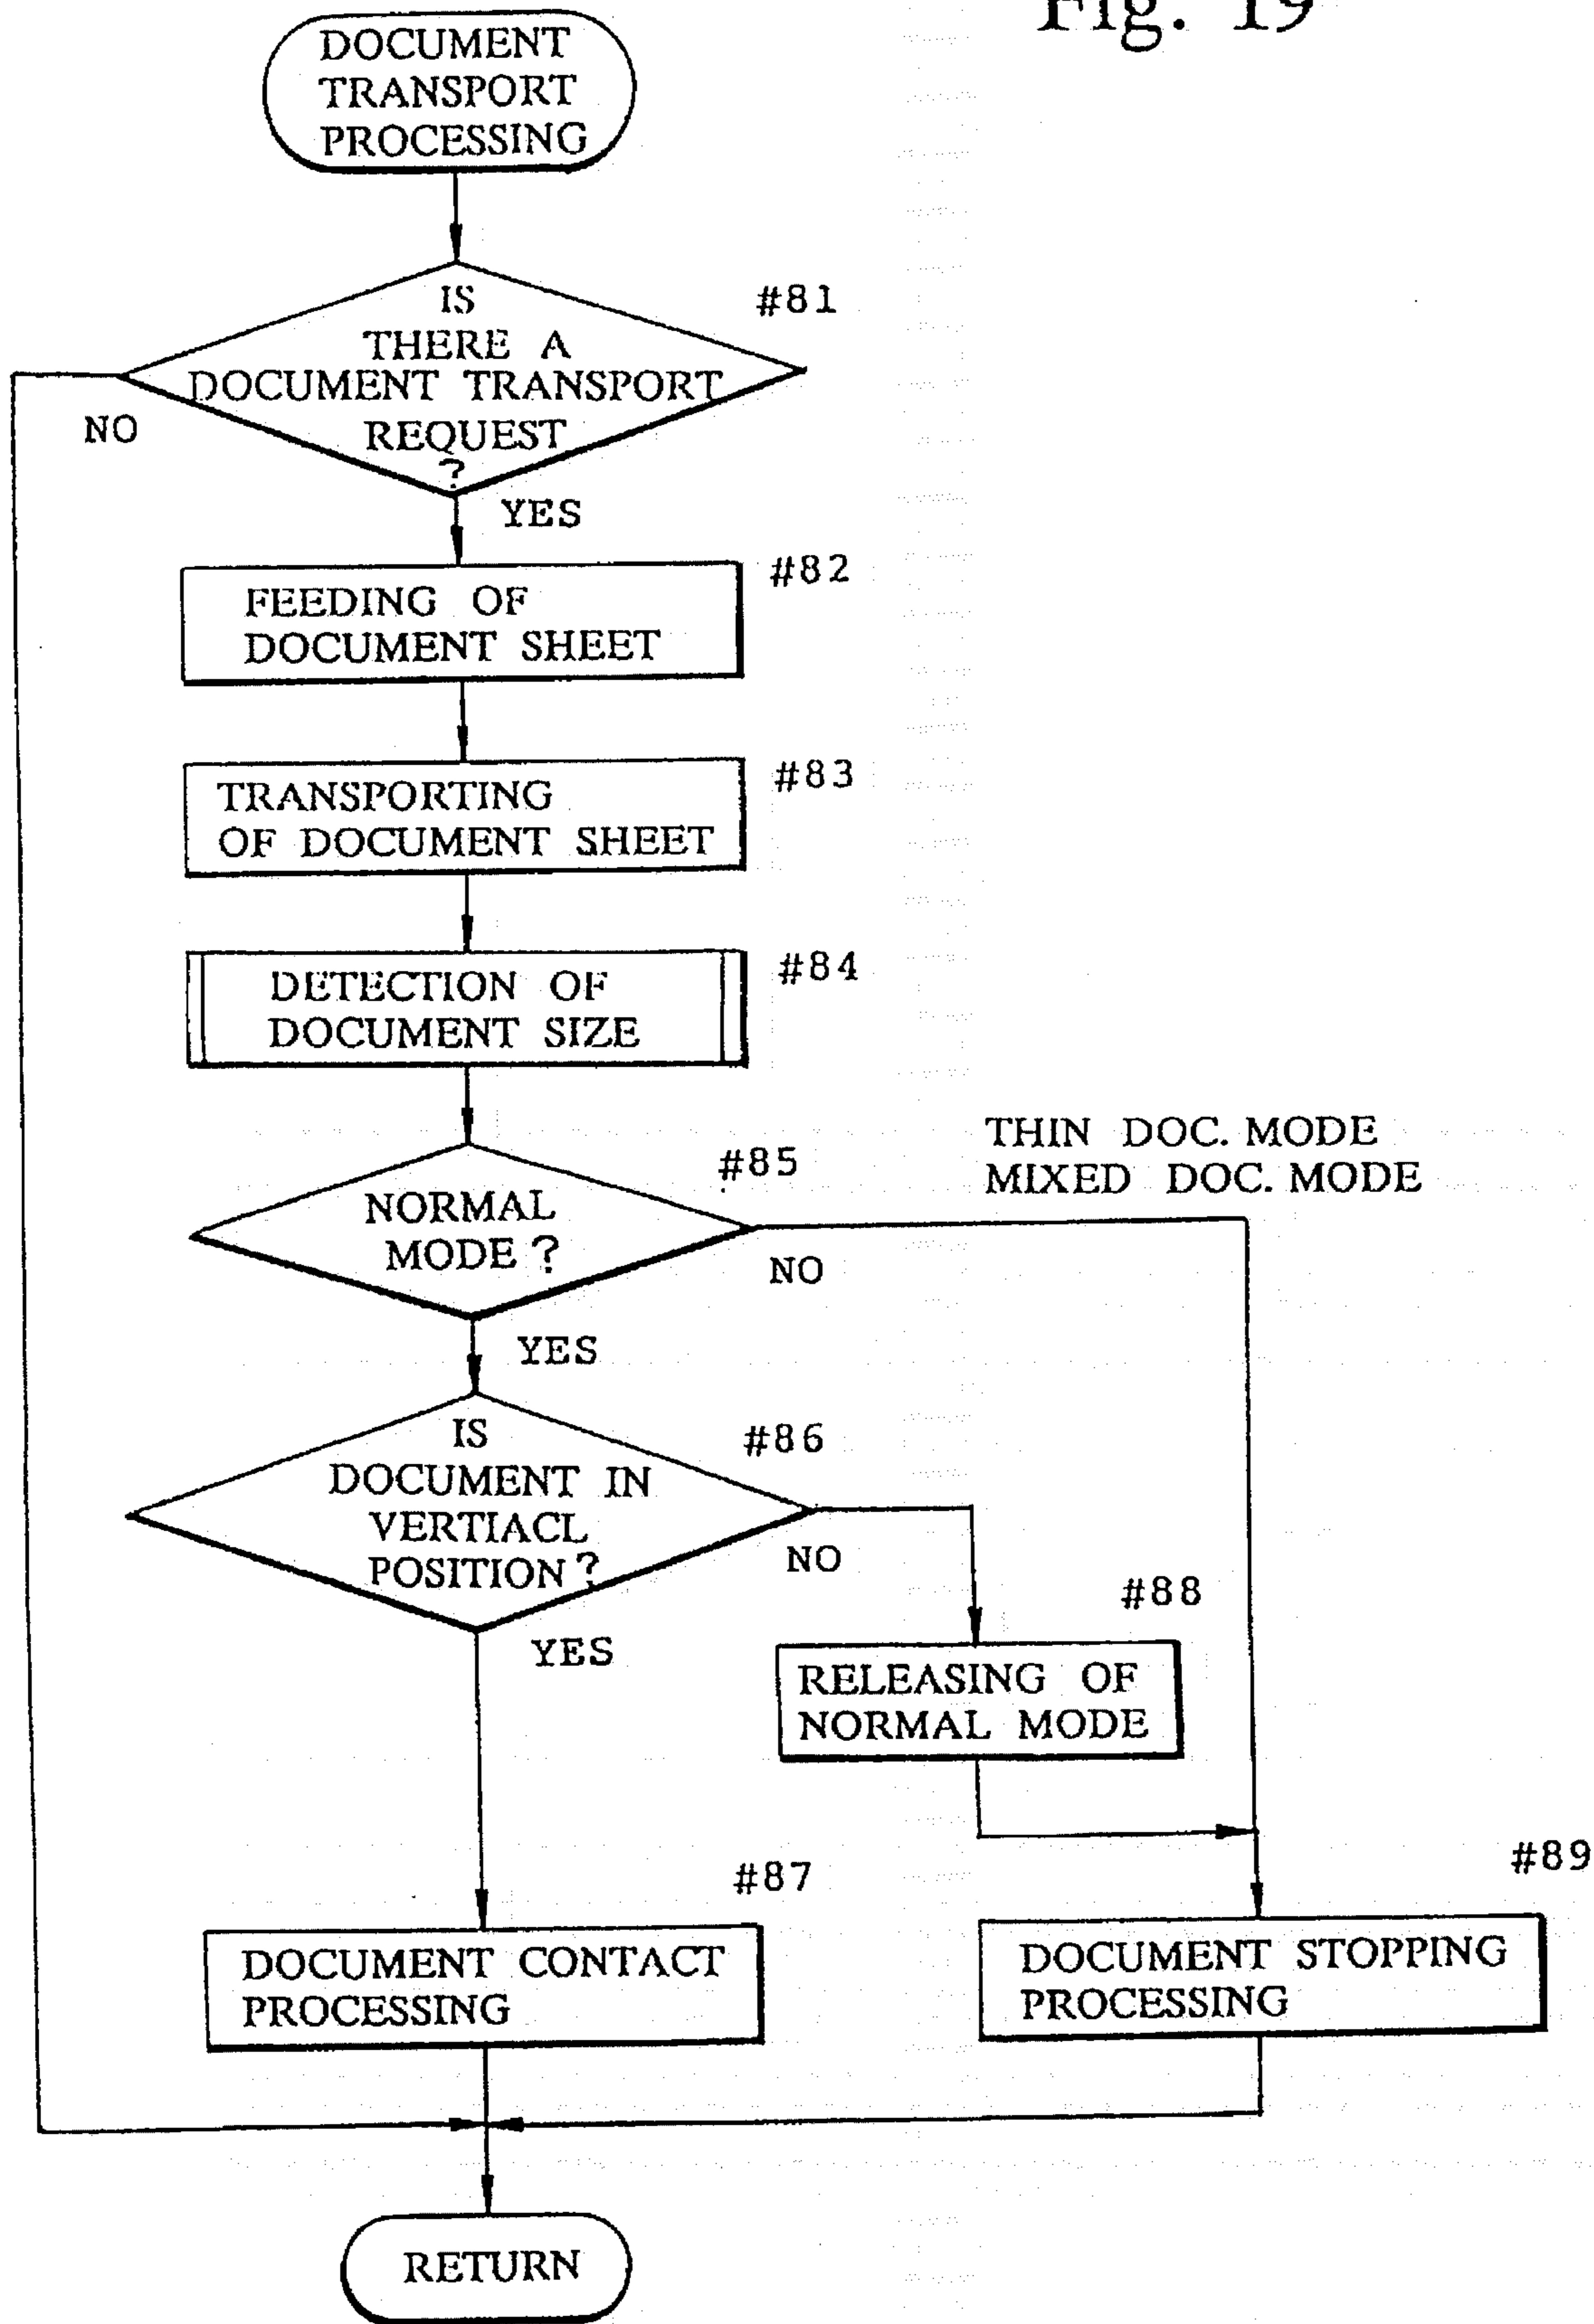 Fig. 19
DOCUMENT
TRANSPORT
PROCESSING
IS
THERE A
DOCUMENT TRANSPORT
REQUEST
?
#81
NO
YES
FEEDING OF
DOCUMENT SHEET
#82
TRANSPORTING
OF DOCUMENT SHEET
#83
DETECTION OF
DOCUMENT SIZE
#84
NORMAL
MODE ?
#85
THIN DOC. MODE
MIXED DOC. MODE
NO
YES
IS
DOCUMENT IN
VERTIACL
POSITION ?
#86
NO
YES
#88
RELEASING OF
NORMAL MODE
#87
DOCUMENT CONTACT
PROCESSING
#89
DOCUMENT STOPPING
PROCESSING
RETURN